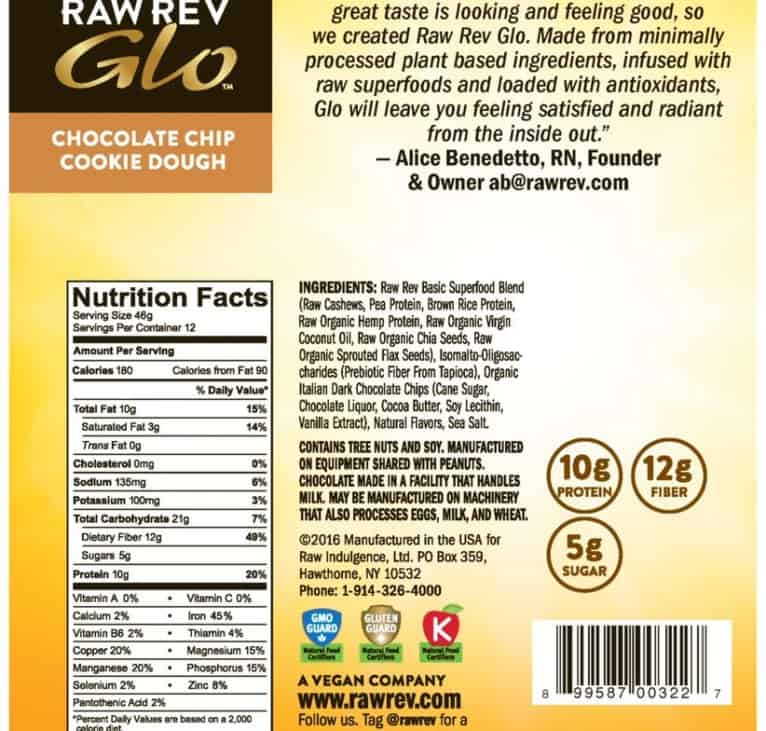 RAW REV
Glo™
CHOCOLATE CHIP
COOKIE DOUGH
great taste is looking and feeling good, so
we created Raw Rev Glo. Made from minimally
processed plant based ingredients, infused with
raw superfoods and loaded with antioxidants,
Glo will leave you feeling satisfied and radiant
from the inside out.”
— Alice Benedetto, RN, Founder
& Owner ab@rawrev.com
Nutrition Facts
Serving Size 46g
Servings Per Container 12
Amount Per Serving
Calories 180 Calories from Fat 90
% Daily Value*
Total Fat 10g 15%
Saturated Fat 3g 14%
Trans Fat 0g
Cholesterol 0mg 0%
Sodium 135mg 6%
Potassium 100mg 3%
Total Carbohydrate 21g 7%
Dietary Fiber 12g 49%
Sugars 5g
Protein 10g 20%
Vitamin A 0% • Vitamin C 0%
Calcium 2% • Iron 45%
Vitamin B6 2% • Thiamin 4%
Copper 20% • Magnesium 15%
Manganese 20% • Phosphorus 15%
Selenium 2% • Zinc 8%
Pantothenic Acid 2%
*Percent Daily Values are based on a 2,000
calorie diet.
INGREDIENTS: Raw Rev Basic Superfood Blend
(Raw Cashews, Pea Protein, Brown Rice Protein,
Raw Organic Hemp Protein, Raw Organic Virgin
Coconut Oil, Raw Organic Chia Seeds, Raw
Organic Sprouted Flax Seeds), Isomalto-Oligosac-
charides (Prebiotic Fiber From Tapioca), Organic
Italian Dark Chocolate Chips (Cane Sugar,
Chocolate Liquor, Cocoa Butter, Soy Lecithin,
Vanilla Extract), Natural Flavors, Sea Salt.
CONTAINS TREE NUTS AND SOY. MANUFACTURED
ON EQUIPMENT SHARED WITH PEANUTS.
CHOCOLATE MADE IN A FACILITY THAT HANDLES
MILK. MAY BE MANUFACTURED ON MACHINERY
THAT ALSO PROCESSES EGGS, MILK, AND WHEAT.
©2016 Manufactured in the USA for
Raw Indulgence, Ltd. PO Box 359,
Hawthorne, NY 10532
Phone: 1-914-326-4000
GMO
GUARD
Natural Food
Certifiers
GLUTEN
GUARD
Natural Food
Certifiers
K
Natural Food
Certifiers
A VEGAN COMPANY
www.rawrev.com
Follow us. Tag @rawrev for a
10g
PROTEIN
12g
FIBER
5g
SUGAR
8 99587 00322 7